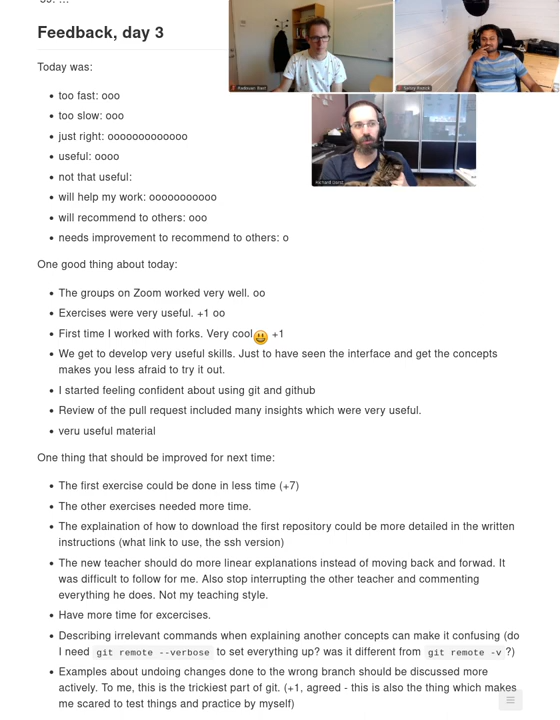 Feedback, day 3
Today was:
too fast: ooo
too slow: ooo
just right: ooooooooooooo
useful: oooo
not that useful:
will help my work: ooooooooooo
will recommend to others: ooo
needs improvement to recommend to others: o
One good thing about today:
The groups on Zoom worked very well. oo
Exercises were very useful. +1 oo
First time I worked with forks. Very cool😃 +1
We get to develop very useful skills. Just to have seen the interface and get the concepts
makes you less afraid to try it out.
I started feeling confident about using git and github
Review of the pull request included many insights which were very useful.
veru useful material
One thing that should be improved for next time:
The first exercise could be done in less time (+7)
The other exercises needed more time.
The explaination of how to download the first repository could be more detailed in the written
instructions (what link to use, the ssh version)
The new teacher should do more linear explanations instead of moving back and forwad. It
was difficult to follow for me. Also stop interrupting the other teacher and commenting
everything he does. Not my teaching style.
Have more time for excercises.
Describing irrelevant commands when explaining another concepts can make it confusing (do
I need git remote --verbose to set everything up? was it different from git remote -v ?)
Examples about undoing changes done to the wrong branch should be discussed more
actively. To me, this is the trickiest part of git. (+1, agreed - this is also the thing which makes
me scared to test things and practice by myself)